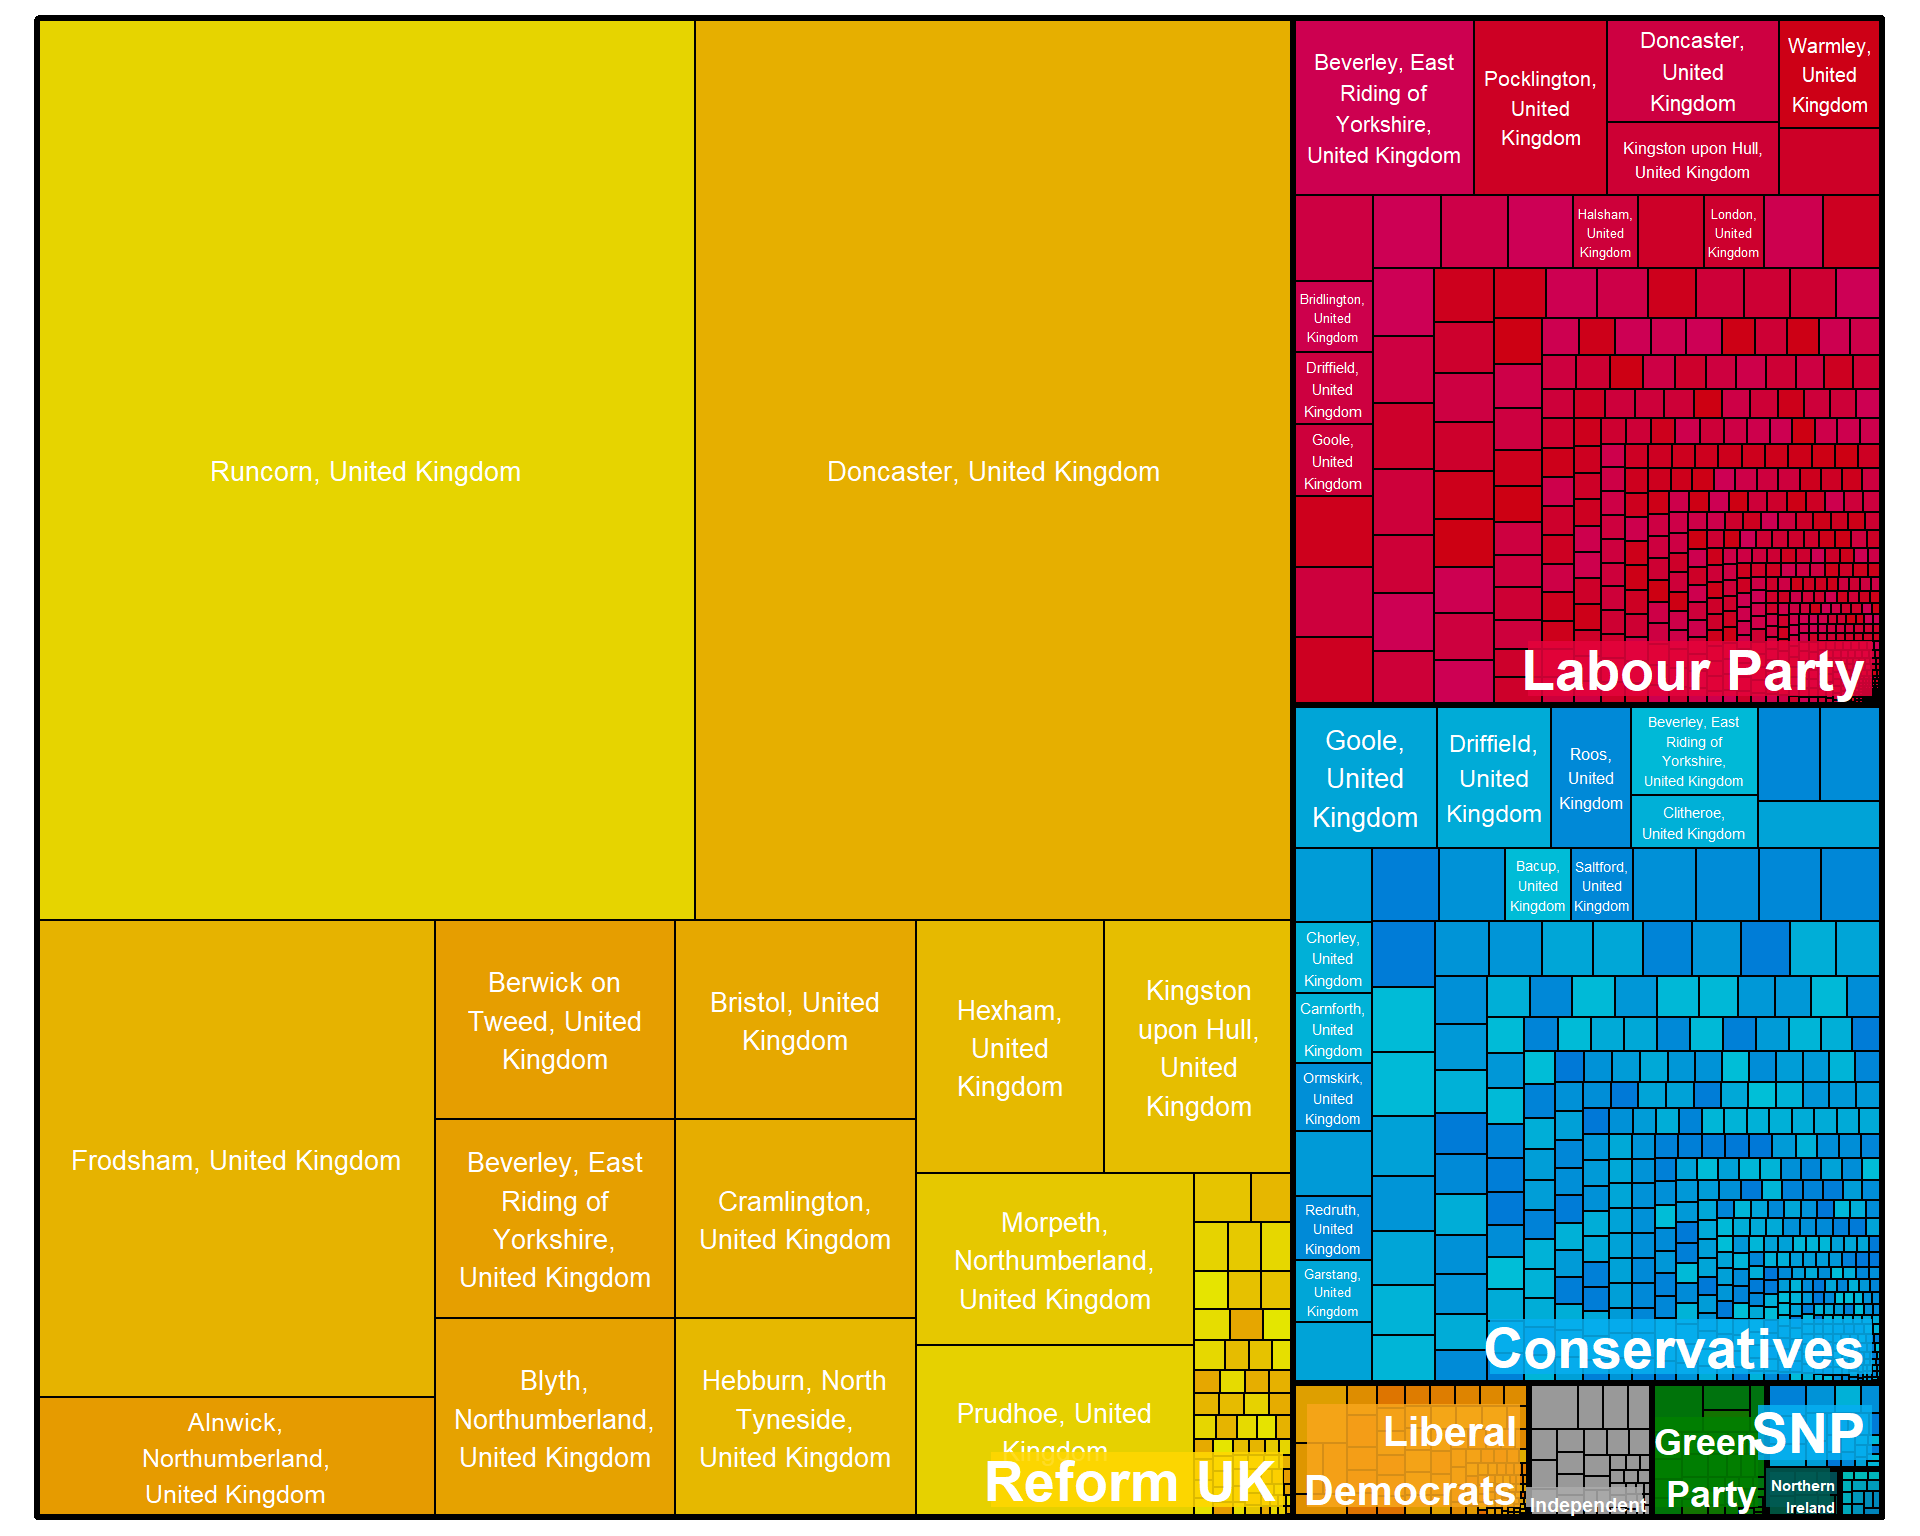 Runcorn, United Kingdom
Doncaster, United Kingdom
Frodsham, United Kingdom
Alnwick,
Northumberland,
United Kingdom
Berwick on
Tweed, United
Kingdom
Beverley, East
Riding of
Yorkshire,
United Kingdom
Blyth,
Northumberland,
United Kingdom
Bristol, United
Kingdom
Cramlington,
United Kingdom
Hebburn, North
Tyneside,
United Kingdom
Hexham,
United
Kingdom
Kingston
upon Hull,
United
Kingdom
Morpeth,
Northumberland,
United Kingdom
Prudhoe, United
Kingdom
Reform UK
Beverley, East
Riding of
Yorkshire,
United Kingdom
Pocklington,
United
Kingdom
Doncaster,
United
Kingdom
Kingston upon Hull,
United Kingdom
Warmley,
United
Kingdom
Halsham,
United
Kingdom
London,
United
Kingdom
Bridlington,
United
Kingdom
Driffield,
United
Kingdom
Goole,
United
Kingdom
Labour Party
Goole,
United
Kingdom
Driffield,
United
Kingdom
Roos,
United
Kingdom
Beverley, East
Riding of
Yorkshire,
United Kingdom
Clitheroe,
United Kingdom
Bacup,
United
Kingdom
Saltford,
United
Kingdom
Chorley,
United
Kingdom
Carnforth,
United
Kingdom
Ormskirk,
United
Kingdom
Redruth,
United
Kingdom
Garstang,
United
Kingdom
Conservatives
Liberal
Democrats
Independent
Green
Party
SNP
Northern
Ireland